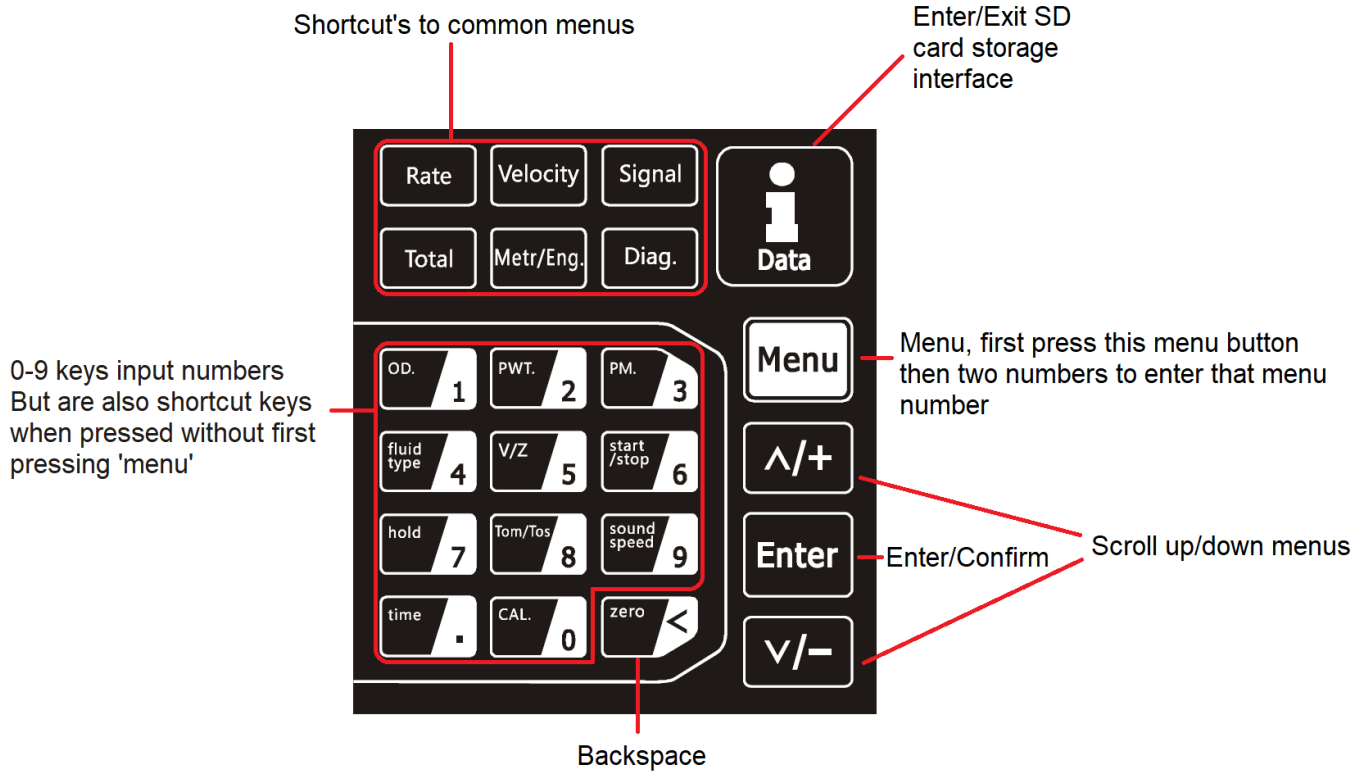 Shortcut's to common menus
Enter/Exit SD
card storage
interface
Rate
Velocity
Signal
Total
Metr/Eng.
Diag.
Data
Menu
Menu, first press this menu button
then two numbers to enter that menu
number
0-9 keys input numbers
But are also shortcut keys
when pressed without first
pressing 'menu'
OD.
1
PWT.
2
PM.
3
fluid
type
4
V/Z
5
start
/stop
6
hold
7
Tom/Tos
8
sound
speed
9
time
.
CAL.
0
zero
<
∧/+
Enter
Enter/Confirm
Scroll up/down menus
∨/−
Backspace